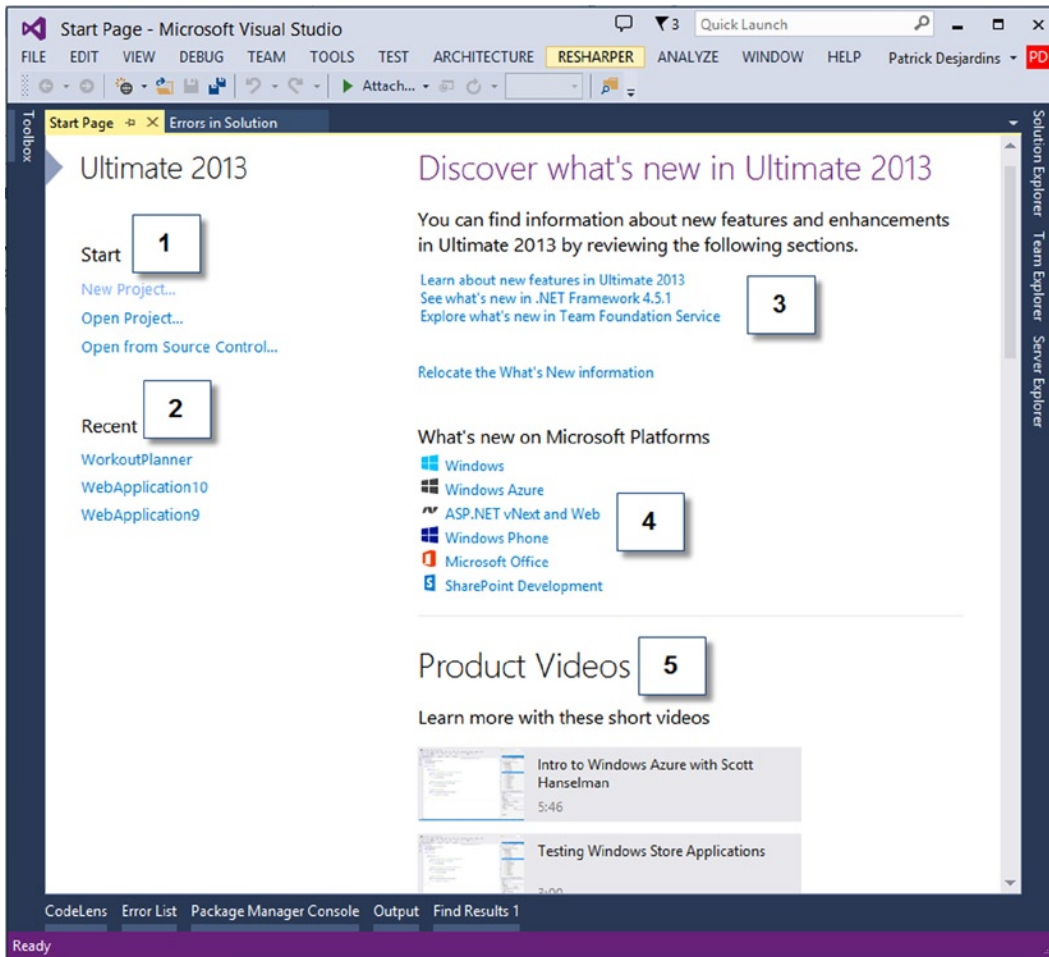 Start Page - Microsoft Visual Studio
3
Quick Launch
FILE EDIT VIEW DEBUG TEAM TOOLS TEST ARCHITECTURE RESHARPER ANALYZE WINDOW HELP Patrick Desjardins PD
Attach...
Toolbox
Start Page
Errors in Solution
Ultimate 2013
Start
1
New Project...
Open Project...
Open from Source Control...
Recent
2
WorkoutPlanner
WebApplication10
WebApplication9
Discover what's new in Ultimate 2013
You can find information about new features and enhancements
in Ultimate 2013 by reviewing the following sections.
Learn about new features in Ultimate 2013
See what's new in .NET Framework 4.5.1
Explore what's new in Team Foundation Service
3
Relocate the What's New information
What's new on Microsoft Platforms
Windows
Windows Azure
ASP.NET vNext and Web
Windows Phone
Microsoft Office
SharePoint Development
4
Product Videos
5
Learn more with these short videos
Intro to Windows Azure with Scott
Hanselman
5:46
Testing Windows Store Applications
3:00
Solution Explorer
Team Explorer
Server Explorer
CodeLens Error List Package Manager Console Output Find Results 1
Ready